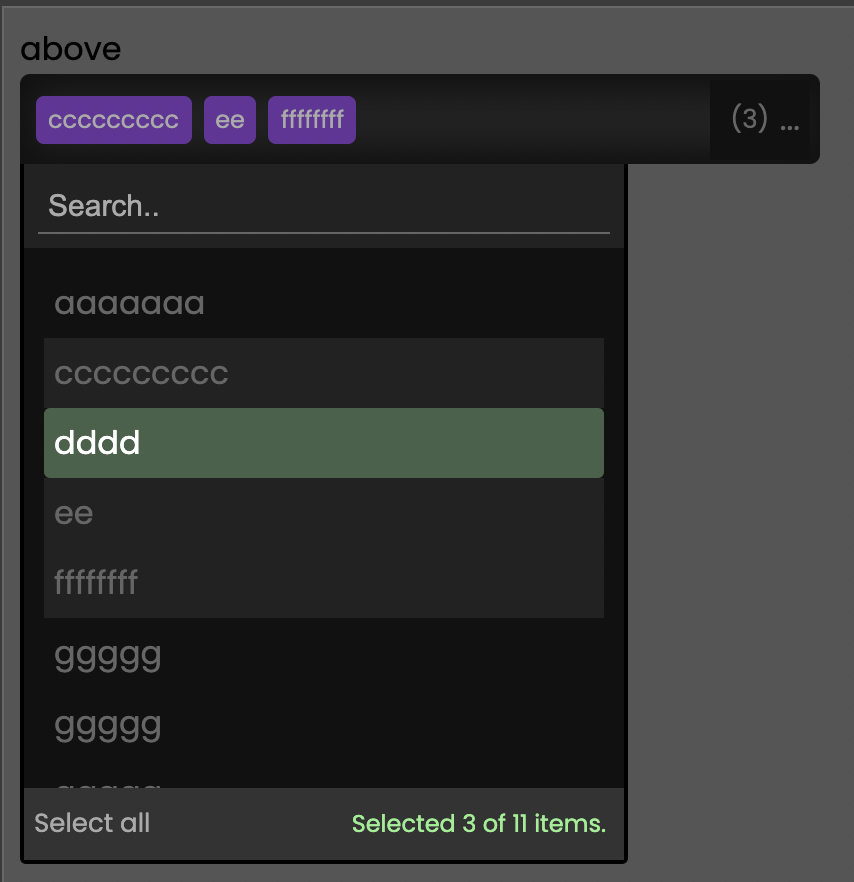 above
ccccccccc ee ffffffff (3) ...
Search..
aaaaaaa
ccccccccc
dddd
ee
ffffffff
ggggg
ggggg
Select all Selected 3 of 11 items.